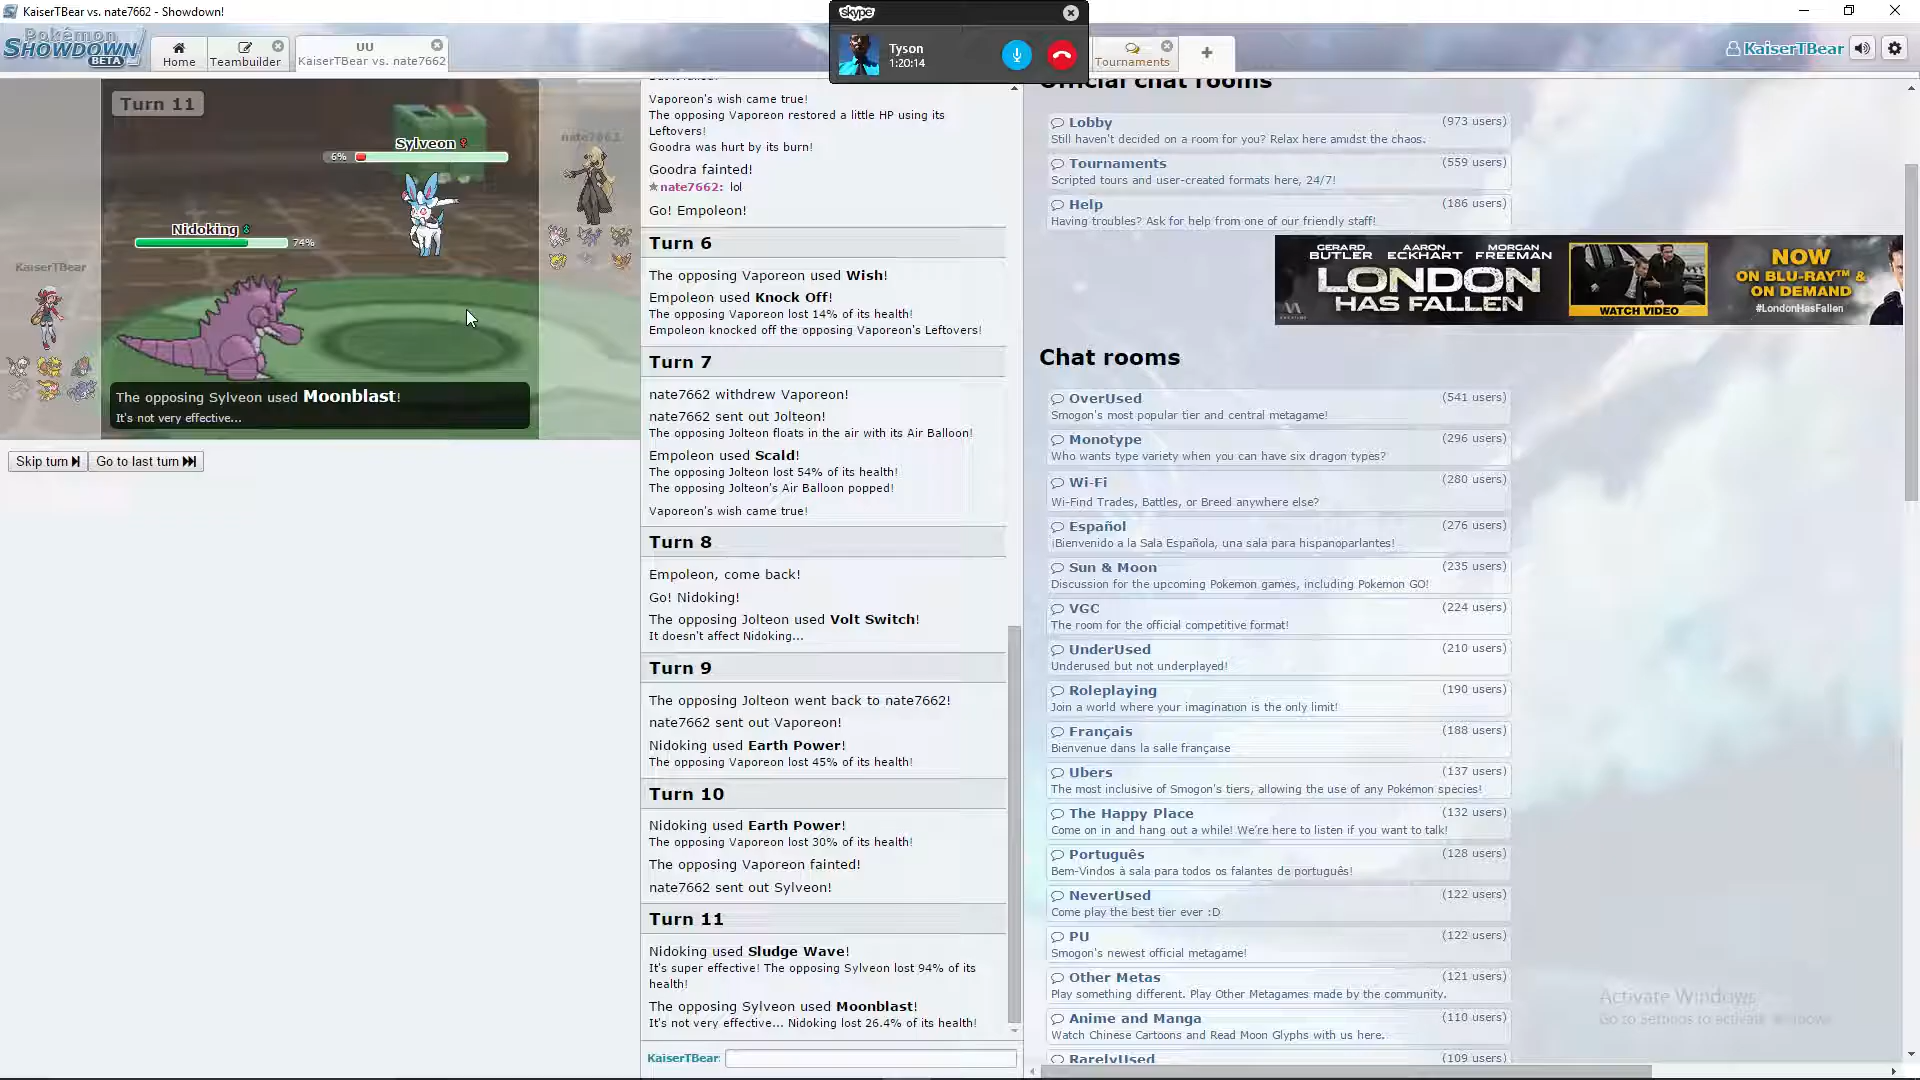 KaiserTBear vs. nate7662 - Showdown!
skype
Tyson
1:20:14
Pokémon
SHOWDOWN
BETA
Home
Teambuilder
UU
KaiserTBear vs. nate7662
Tournaments
+
KaiserTBear
Turn 11
Sylveon
6%
nate7662
Nidoking
74%
KaiserTBear
The opposing Sylveon used Moonblast!
It's not very effective...
Skip turn
Go to last turn
Vaporeon's wish came true!
The opposing Vaporeon restored a little HP using its
Leftovers!
Goodra was hurt by its burn!
Goodra fainted!
★nate7662: lol
Go! Empoleon!
Turn 6
The opposing Vaporeon used Wish!
Empoleon used Knock Off!
The opposing Vaporeon lost 14% of its health!
Empoleon knocked off the opposing Vaporeon's Leftovers!
Turn 7
nate7662 withdrew Vaporeon!
nate7662 sent out Jolteon!
The opposing Jolteon floats in the air with its Air Balloon!
Empoleon used Scald!
The opposing Jolteon lost 54% of its health!
The opposing Jolteon's Air Balloon popped!
Vaporeon's wish came true!
Turn 8
Empoleon, come back!
Go! Nidoking!
The opposing Jolteon used Volt Switch!
It doesn't affect Nidoking...
Turn 9
The opposing Jolteon went back to nate7662!
nate7662 sent out Vaporeon!
Nidoking used Earth Power!
The opposing Vaporeon lost 45% of its health!
Turn 10
Nidoking used Earth Power!
The opposing Vaporeon lost 30% of its health!
The opposing Vaporeon fainted!
nate7662 sent out Sylveon!
Turn 11
Nidoking used Sludge Wave!
It's super effective! The opposing Sylveon lost 94% of its
health!
The opposing Sylveon used Moonblast!
It's not very effective... Nidoking lost 26.4% of its health!
KaiserTBear:
Official chat rooms
Lobby (973 users)
Still haven't decided on a room for you? Relax here amidst the chaos.
Tournaments (559 users)
Scripted tours and user-created formats here, 24/7!
Help (186 users)
Having troubles? Ask for help from one of our friendly staff!
GERARD BUTLER AARON ECKHART MORGAN FREEMAN
LONDON
HAS FALLEN
WATCH VIDEO
NOW
ON BLU-RAY™ &
ON DEMAND
#LondonHasFallen
Chat rooms
OverUsed (541 users)
Smogon's most popular tier and central metagame!
Monotype (296 users)
Who wants type variety when you can have six dragon types?
Wi-Fi (280 users)
Wi-Find Trades, Battles, or Breed anywhere else?
Español (276 users)
¡Bienvenido a la Sala Española, una sala para hispanoparlantes!
Sun & Moon (235 users)
Discussion for the upcoming Pokemon games, including Pokemon GO!
VGC (224 users)
The room for the official competitive format!
UnderUsed (210 users)
Underused but not underplayed!
Roleplaying (190 users)
Join a world where your imagination is the only limit!
Français (188 users)
Bienvenue dans la salle française
Ubers (137 users)
The most inclusive of Smogon's tiers, allowing the use of any Pokémon species!
The Happy Place (132 users)
Come on in and hang out a while! We're here to listen if you want to talk!
Português (128 users)
Bem-Vindos à sala para todos os falantes de português!
NeverUsed (122 users)
Come play the best tier ever :D
PU (122 users)
Smogon's newest official metagame!
Other Metas (121 users)
Play something different. Play Other Metagames made by the community.
Anime and Manga (110 users)
Watch Chinese Cartoons and Read Moon Glyphs with us here.
RarelyUsed (109 users)
Activate Windows
Go to Settings to activate Windows.